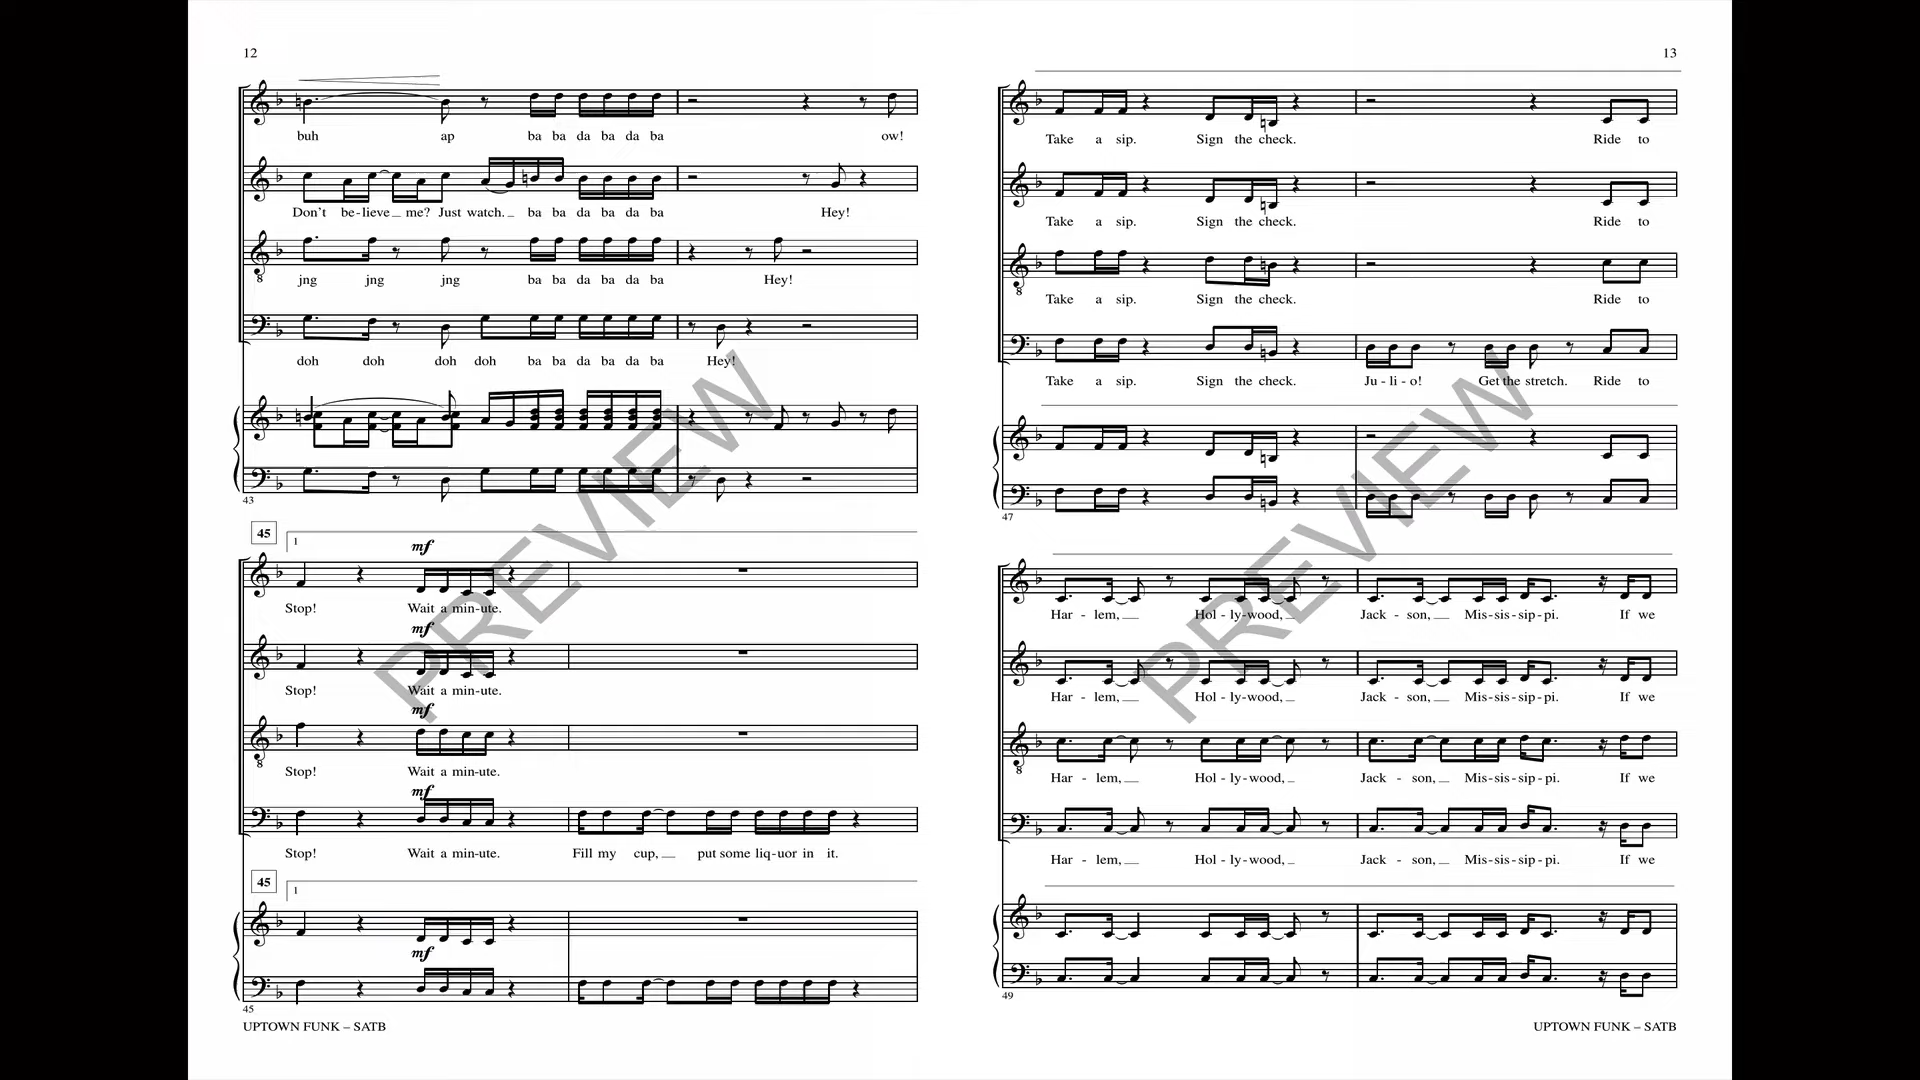 12
buh ap ba ba da ba da ba ow!
Don't be - lieve me? Just watch. ba ba da ba da ba Hey!
8
jng jng jng ba ba da ba da ba Hey!
doh doh doh doh ba ba da ba da ba Hey!
43
45
1
mf
Stop! Wait a min-ute.
mf
Stop! Wait a min-ute.
mf
8
Stop! Wait a min-ute.
mf
Stop! Wait a min-ute. Fill my cup, put some liq-uor in it.
45
1
mf
45
UPTOWN FUNK – SATB
13
Take a sip. Sign the check. Ride to
Take a sip. Sign the check. Ride to
8
Take a sip. Sign the check. Ride to
Take a sip. Sign the check. Ju - li - o! Get the stretch. Ride to
47
Har - lem, Hol - ly-wood, Jack - son, Mis-sis-sip-pi. If we
Har - lem, Hol - ly-wood, Jack - son, Mis-sis-sip-pi. If we
8
Har - lem, Hol - ly-wood, Jack - son, Mis-sis-sip-pi. If we
Har - lem, Hol - ly-wood, Jack - son, Mis-sis-sip-pi. If we
49
UPTOWN FUNK – SATB
PREVIEW
PREVIEW